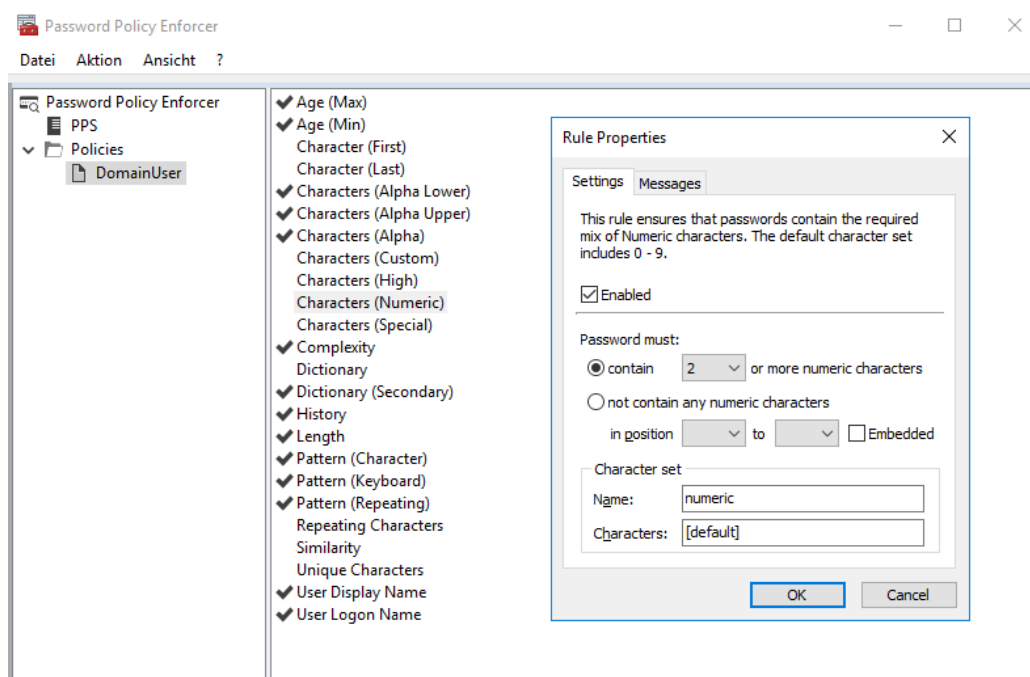 Password Policy Enforcer
Datei Aktion Ansicht ?
Password Policy Enforcer
PPS
Policies
DomainUser
Age (Max)
Age (Min)
Character (First)
Character (Last)
Characters (Alpha Lower)
Characters (Alpha Upper)
Characters (Alpha)
Characters (Custom)
Characters (High)
Characters (Numeric)
Characters (Special)
Complexity
Dictionary
Dictionary (Secondary)
History
Length
Pattern (Character)
Pattern (Keyboard)
Pattern (Repeating)
Repeating Characters
Similarity
Unique Characters
User Display Name
User Logon Name
Rule Properties
Settings Messages
This rule ensures that passwords contain the required
mix of Numeric characters. The default character set
includes 0 - 9.
Enabled
Password must:
contain 2 or more numeric characters
not contain any numeric characters
in position to Embedded
Character set
Name: numeric
Characters: [default]
OK Cancel